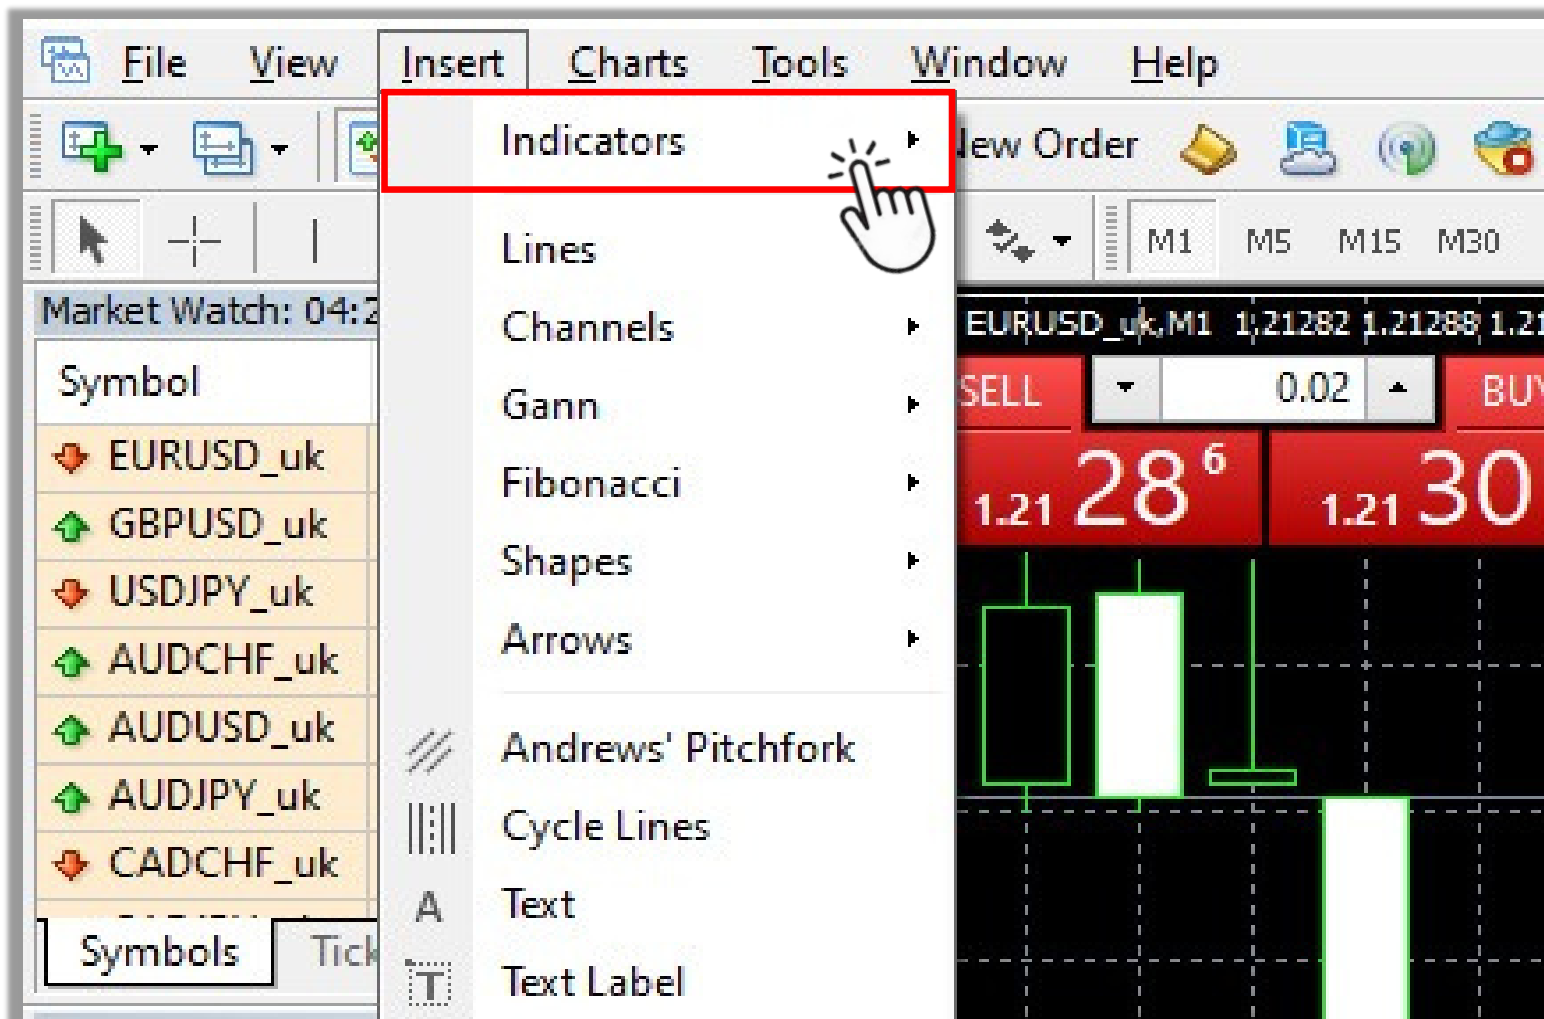 File View Insert Charts Tools Window Help
Indicators
New Order
Lines
M1 M5 M15 M30
Market Watch: 04:2
Channels
EURUSD_uk,M1 1.21282 1.21288 1.21
Symbol
SELL 0.02 BUY
Gann
EURUSD_uk
Fibonacci
1.21 28 6
1.21 30
GBPUSD_uk
Shapes
USDJPY_uk
Arrows
AUDCHF_uk
AUDUSD_uk
Andrews' Pitchfork
AUDJPY_uk
Cycle Lines
CADCHF_uk
A Text
Symbols Tick
T Text Label